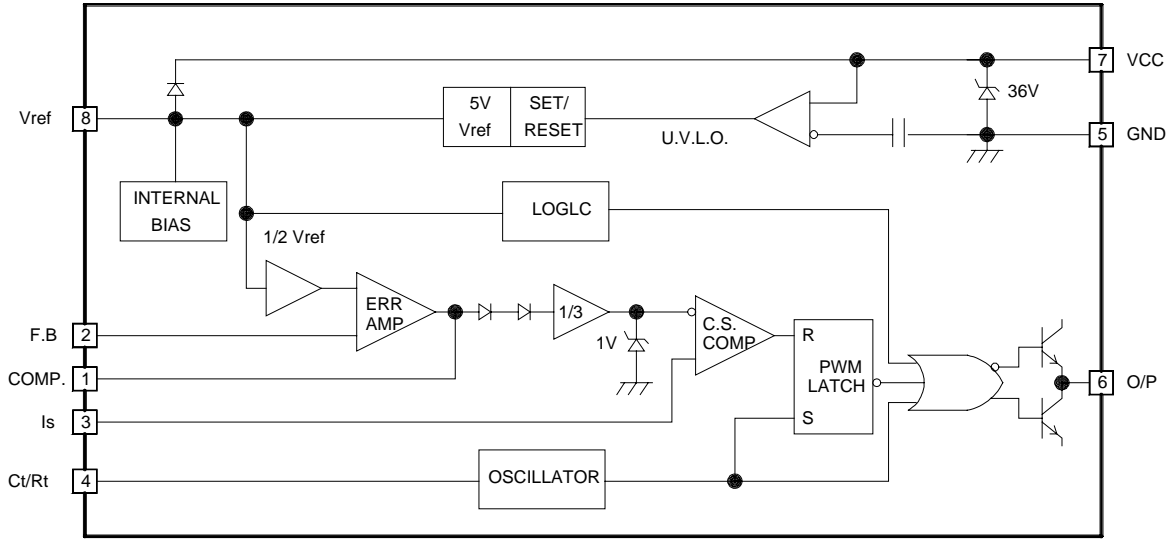 7 VCC
5V SET/
36V
Vref 8
Vref RESET
U.V.L.O.
5 GND
INTERNAL
BIAS
LOGLC
1/2 Vref
ERR
AMP
1/3
C.S.
COMP
F.B 2
1V
R
PWM
LATCH
COMP. 1
6 O/P
Is 3
S
Ct/Rt 4
OSCILLATOR